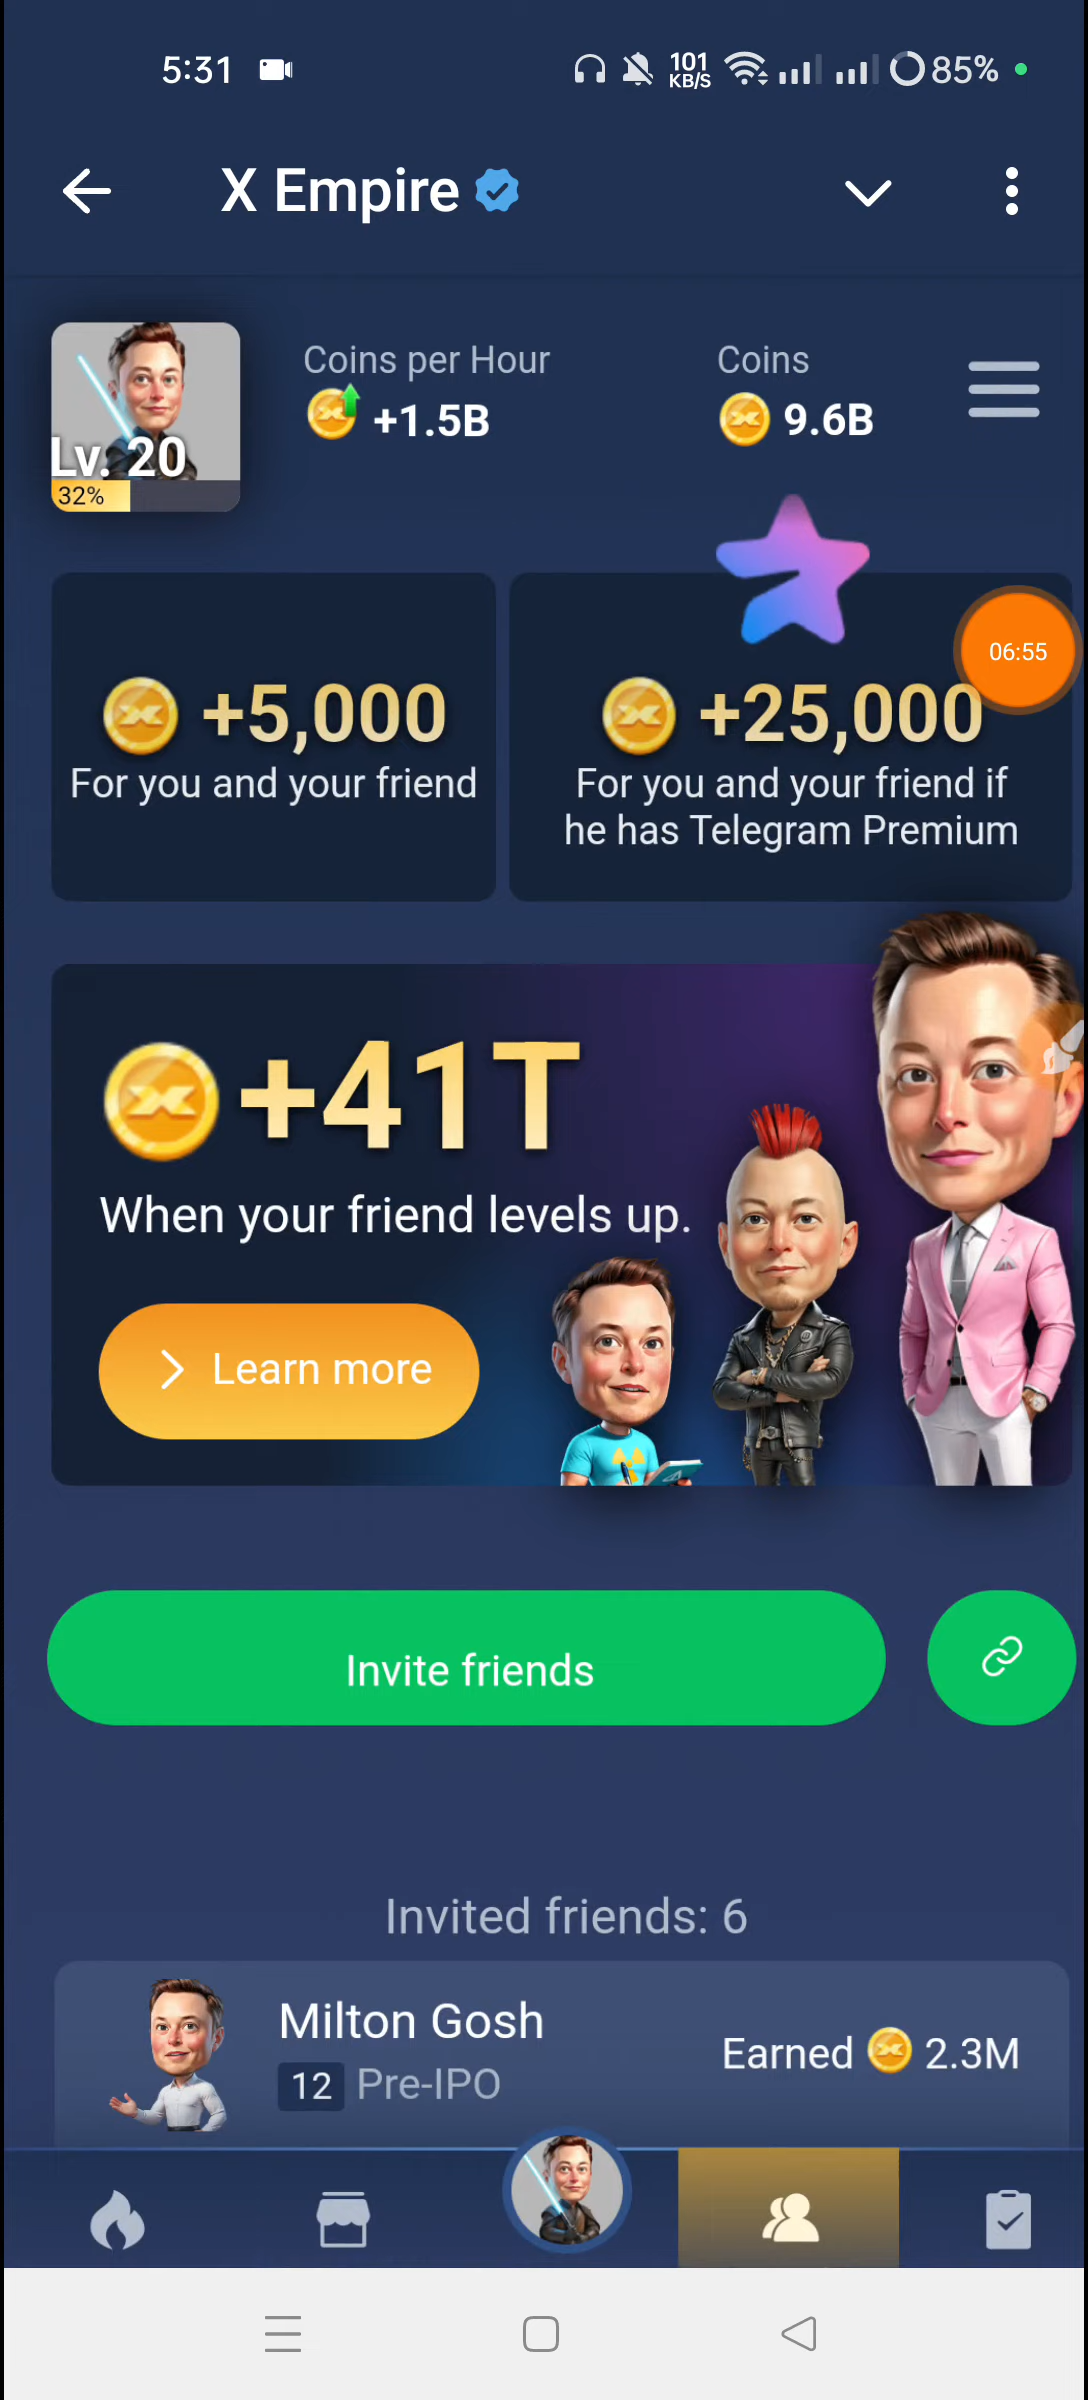 5:31
101
KB/S
85%
X Empire
Coins per Hour
+1.5B
Coins
9.6B
Lv. 20
32%
+5,000
For you and your friend
+25,000
For you and your friend if
he has Telegram Premium
06:55
+41T
When your friend levels up.
Learn more
Invite friends
Invited friends: 6
Milton Gosh
12 Pre-IPO
Earned 2.3M